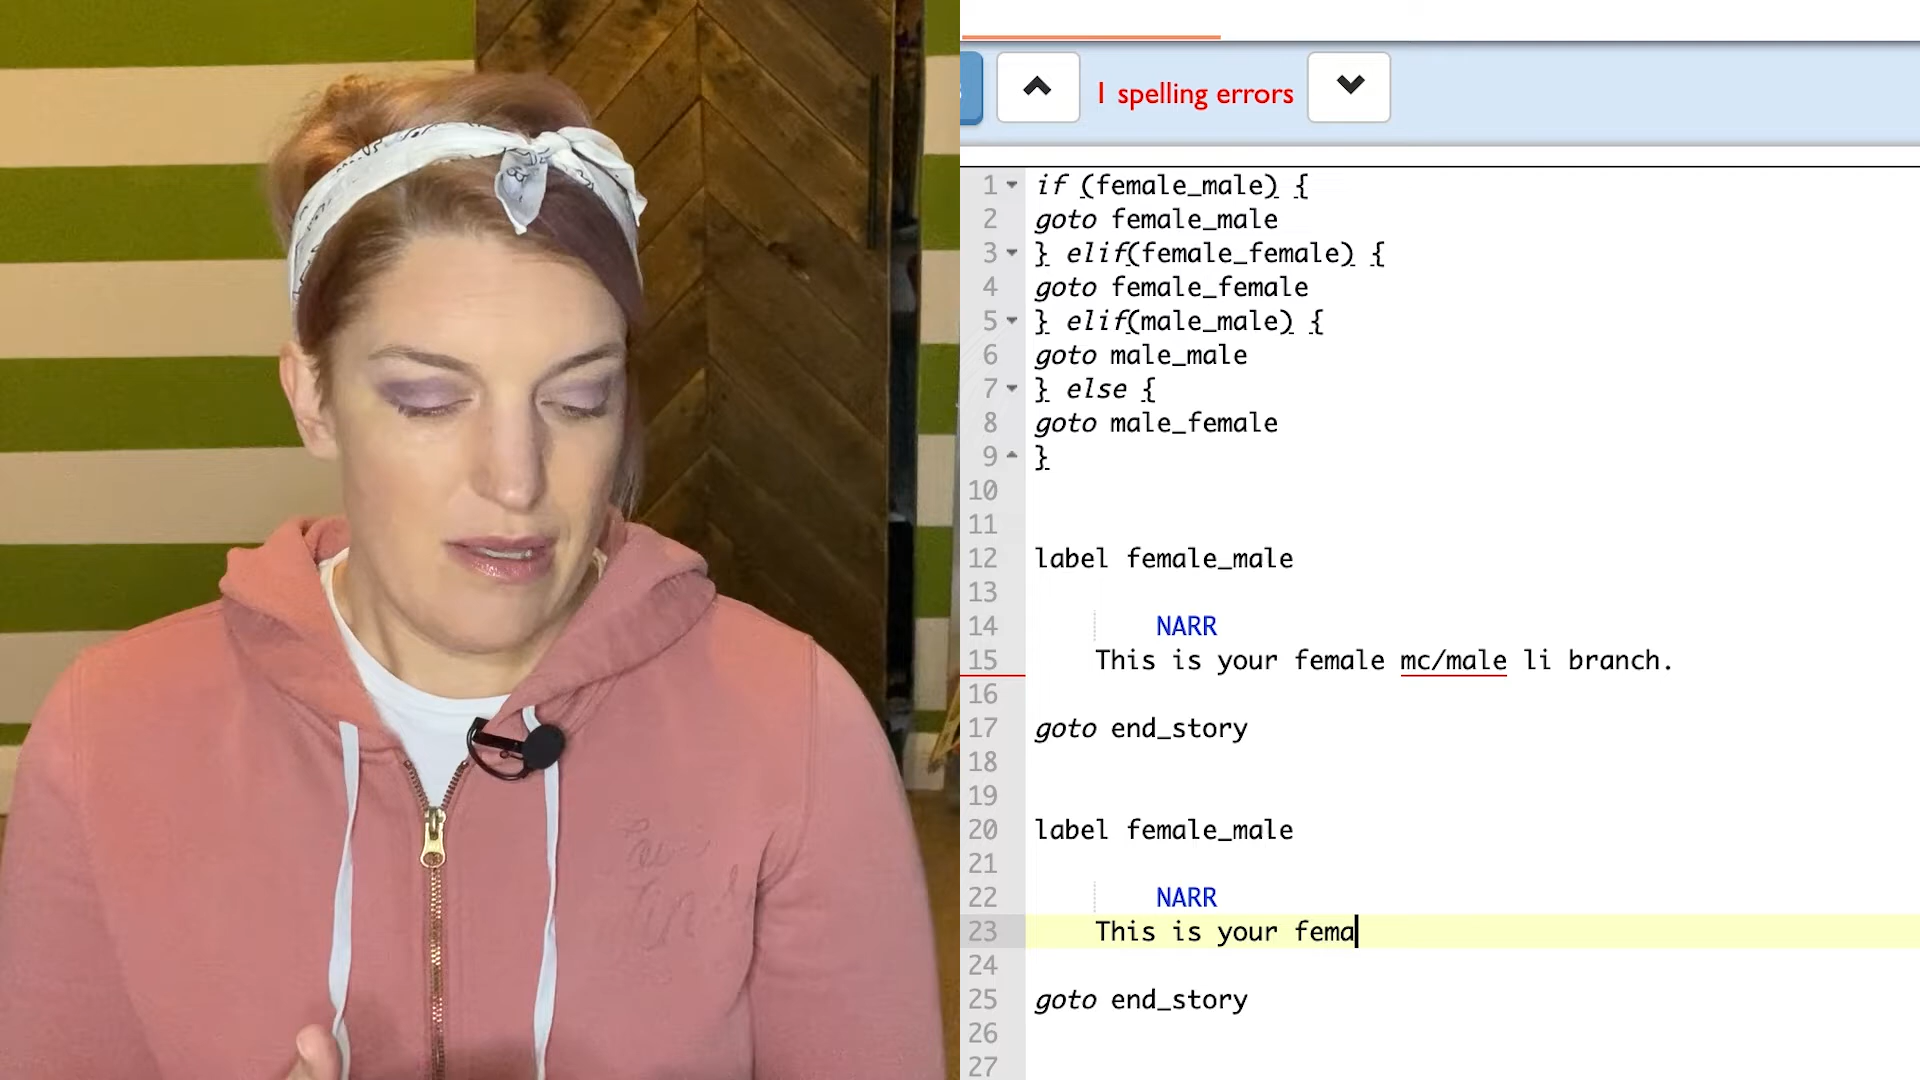 1 spelling errors
1 if (female_male) {
2 goto female_male
3 } elif(female_female) {
4 goto female_female
5 } elif(male_male) {
6 goto male_male
7 } else {
8 goto male_female
9 }
10
11
12 label female_male
13
14 NARR
15 This is your female mc/male li branch.
16
17 goto end_story
18
19
20 label female_male
21
22 NARR
23 This is your fema
24
25 goto end_story
26
27